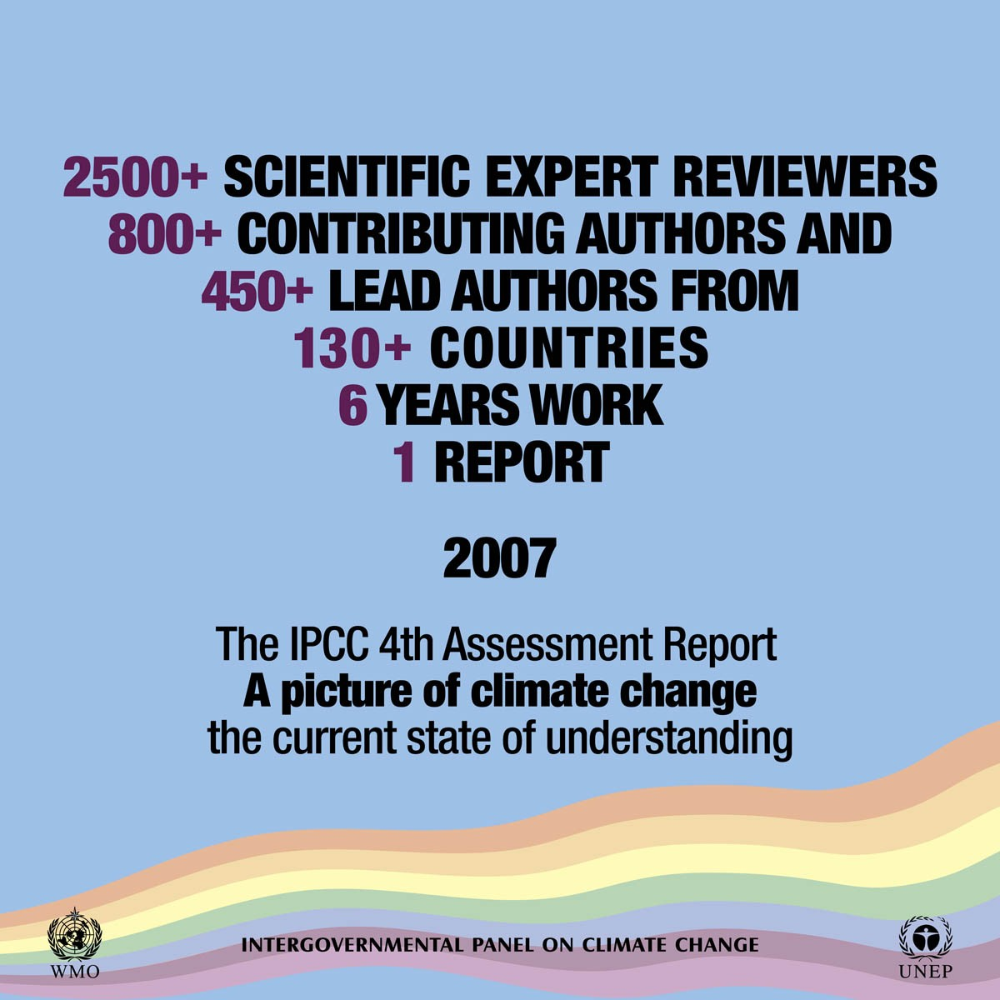 2500+ SCIENTIFIC EXPERT REVIEWERS
800+ CONTRIBUTING AUTHORS AND
450+ LEAD AUTHORS FROM
130+ COUNTRIES
6 YEARS WORK
1 REPORT
2007
The IPCC 4th Assessment Report
A picture of climate change
the current state of understanding
INTERGOVERNMENTAL PANEL ON CLIMATE CHANGE
WMO
UNEP